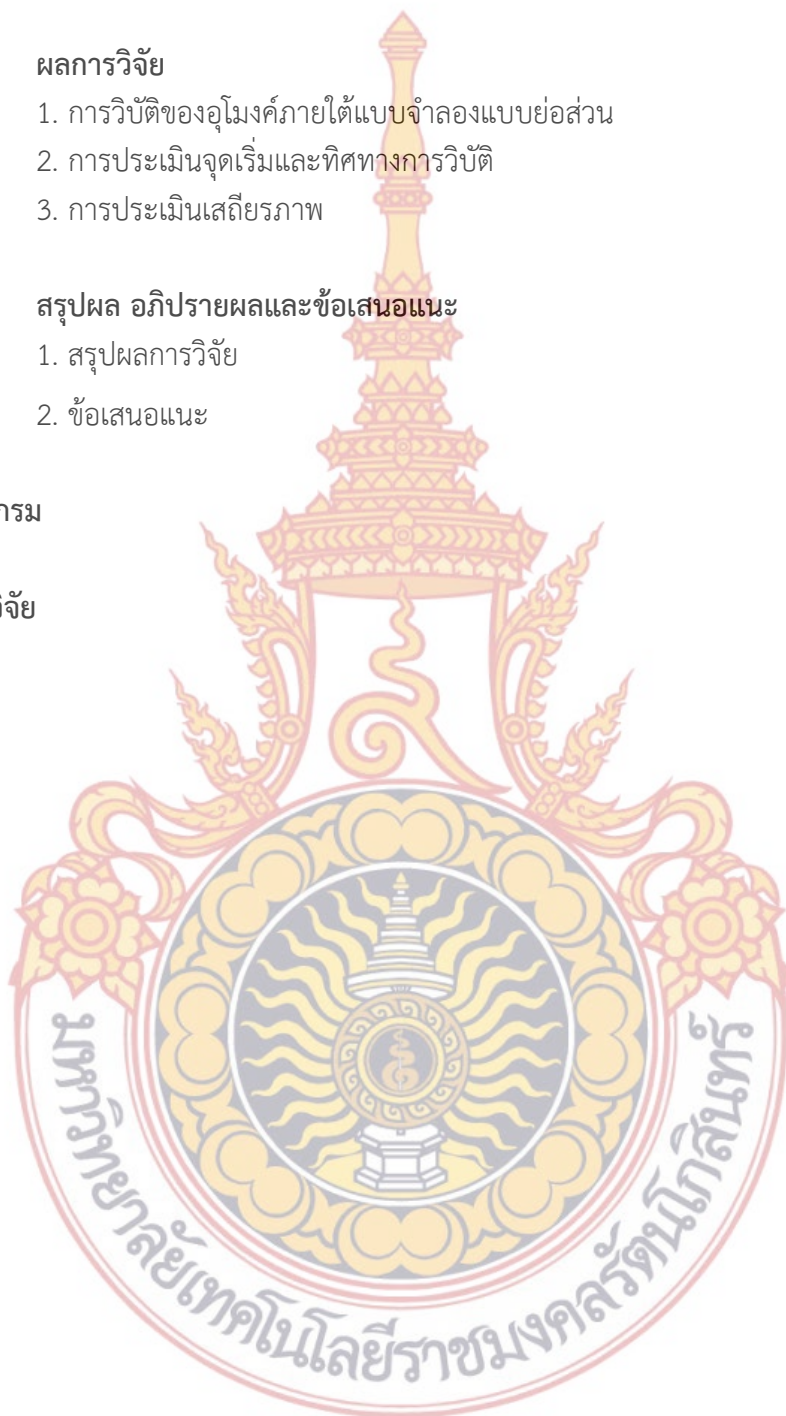 ผลการวิจัย
1. การวิบัติของอุโมงค์ภายใต้แบบจำลองแบบย่อส่วน
2. การประเมินจุดเริ่มและทิศทางการวิบัติ
3. การประเมินเสถียรภาพ
สรุปผล อภิปรายผลและข้อเสนอแนะ
1. สรุปผลการวิจัย
2. ข้อเสนอแนะ
กรม
วิจัย
มหาวิทยาลัยเทคโนโลยีราชมงคลรัตนโกสินทร์